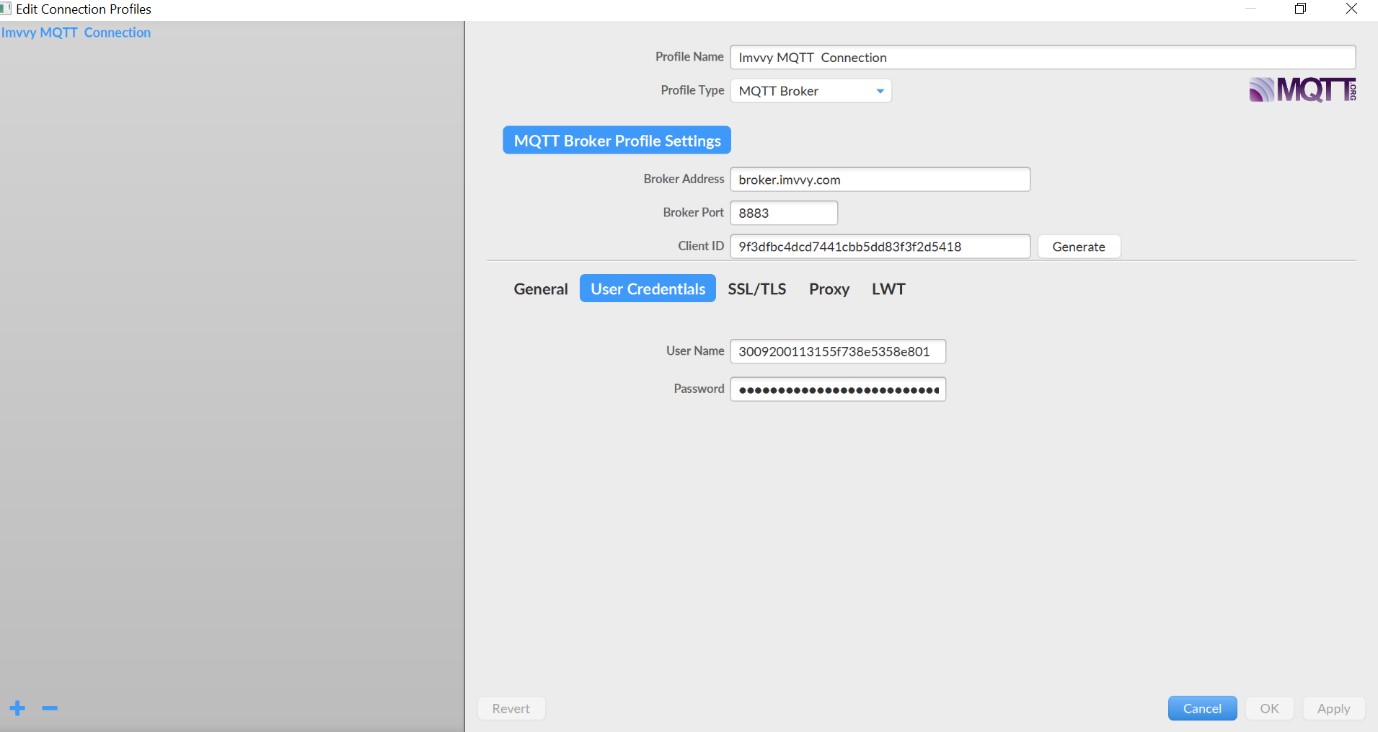 Edit Connection Profiles
Imvvy MQTT  Connection
Profile Name Imvvy MQTT  Connection
Profile Type MQTT Broker
MQTT.ORG
MQTT Broker Profile Settings
Broker Address broker.imvvy.com
Broker Port 8883
Client ID 9f3dfbc4dcd7441cbb5dd83f3f2d5418 Generate
General User Credentials SSL/TLS Proxy LWT
User Name 3009200113155f738e5358e801
Password
Revert Cancel OK Apply